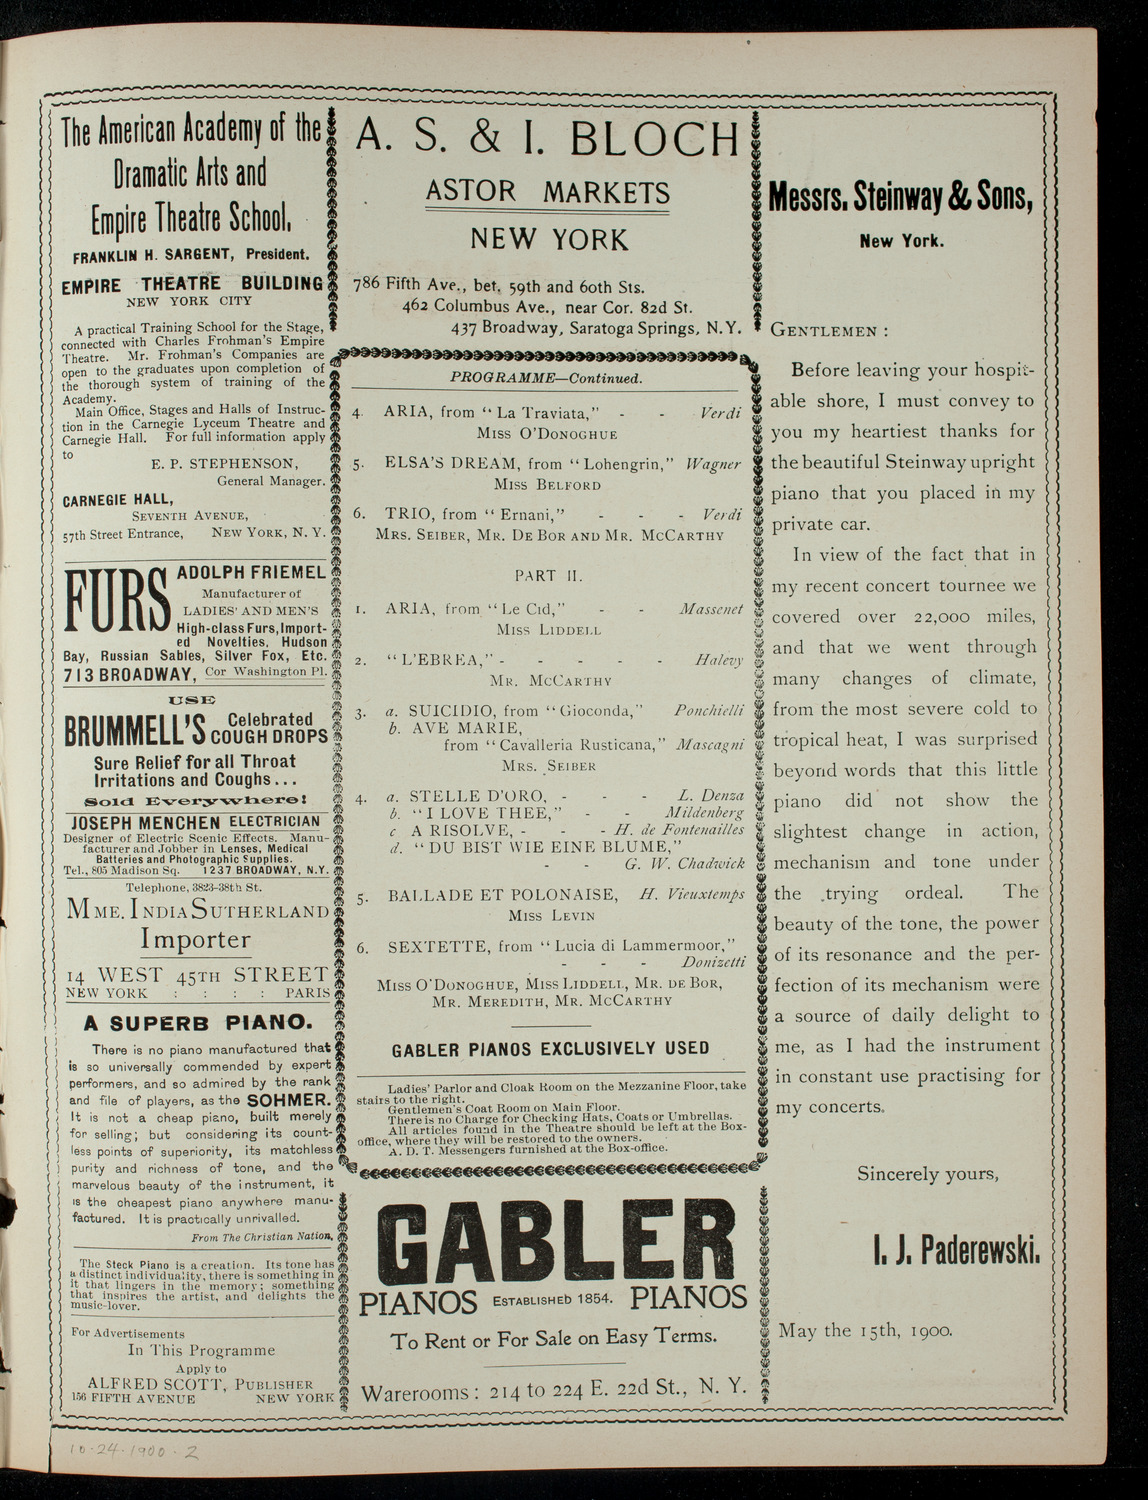 The American Academy of the
Dramatic Arts and
Empire Theatre School,
FRANKLIN H. SARGENT, President.
EMPIRE THEATRE BUILDING
NEW YORK CITY
A practical Training School for the Stage,
connected with Charles Frohman's Empire
Theatre. Mr. Frohman's Companies are
open to the graduates upon completion of
the thorough system of training of the
Academy.
Main Office, Stages and Halls of Instruc-
tion in the Carnegie Lyceum Theatre and
Carnegie Hall. For full information apply
to
E. P. STEPHENSON,
General Manager.
CARNEGIE HALL,
SEVENTH AVENUE,
57th Street Entrance, NEW YORK, N. Y.
FURS
ADOLPH FRIEMEL
Manufacturer of
LADIES' AND MEN'S
High-class Furs, Import-
ed Novelties. Hudson
Bay, Russian Sables, Silver Fox, Etc.
713 BROADWAY, Cor Washington Pl.
USE
BRUMMELL'S Celebrated
COUGH DROPS
Sure Relief for all Throat
Irritations and Coughs...
Sold Everywhere!
JOSEPH MENCHEN ELECTRICIAN
Designer of Electric Scenic Effects. Manu-
facturer and Jobber in Lenses, Medical
Batteries and Photographic Supplies.
Tel., 805 Madison Sq. 1237 BROADWAY, N.Y.
Telephone, 3823-38th St.
MME. INDIA SUTHERLAND
Importer
14 WEST 45TH STREET
NEW YORK : : : : PARIS
A SUPERB PIANO.
There is no piano manufactured that
is so universally commended by expert
performers, and so admired by the rank
and file of players, as the SOHMER.
It is not a cheap piano, built merely
for selling; but considering its count-
less points of superiority, its matchless
purity and richness of tone, and the
marvelous beauty of the instrument, it
is the cheapest piano anywhere manu-
factured. It is practically unrivalled.
From The Christian Nation,
The Steck Piano is a creation. Its tone has
a distinct individuality, there is something in
it that lingers in the memory; something
that inspires the artist, and delights the
music-lover.
For Advertisements
In This Programme
Apply to
ALFRED SCOTT, PUBLISHER
156 FIFTH AVENUE NEW YORK
A. S. & I. BLOCH
ASTOR MARKETS
NEW YORK
786 Fifth Ave., bet. 59th and 60th Sts.
462 Columbus Ave., near Cor. 82d St.
437 Broadway, Saratoga Springs, N.Y.
PROGRAMME—Continued.
4. ARIA, from "La Traviata," - - Verdi
MISS O'DONOGHUE
5. ELSA'S DREAM, from "Lohengrin," Wagner
MISS BELFORD
6. TRIO, from "Ernani," - - - Verdi
MRS. SEIBER, MR. DE BOR AND MR. MCCARTHY
PART II.
1. ARIA, from "Le Cid," - - Massenet
MISS LIDDELL
2. "L'EBREA," - - - - - Halevy
MR. MCCARTHY
3. a. SUICIDIO, from "Gioconda," Ponchielli
b. AVE MARIE,
from "Cavalleria Rusticana," Mascagni
MRS. SEIBER
4. a. STELLE D'ORO, - - - L. Denza
b. "I LOVE THEE," - - Mildenberg
c A RISOLVE, - - - H. de Fontenailles
d. "DU BIST WIE EINE BLUME,"
- - G. W. Chadwick
5. BALLADE ET POLONAISE, H. Vieuxtemps
MISS LEVIN
6. SEXTETTE, from "Lucia di Lammermoor,"
- - - Donizetti
MISS O'DONOGHUE, MISS LIDDELL, MR. DE BOR,
MR. MEREDITH, MR. MCCARTHY
GABLER PIANOS EXCLUSIVELY USED
Ladies' Parlor and Cloak Room on the Mezzanine Floor, take
stairs to the right.
Gentlemen's Coat Room on Main Floor.
There is no Charge for Checking Hats, Coats or Umbrellas.
All articles found in the Theatre should be left at the Box-
office, where they will be restored to the owners.
A. D. T. Messengers furnished at the Box-office.
GABLER
PIANOS ESTABLISHED 1854. PIANOS
To Rent or For Sale on Easy Terms.
Warerooms: 214 to 224 E. 22d St., N. Y.
Messrs. Steinway & Sons,
New York.
GENTLEMEN:
Before leaving your hospit-
able shore, I must convey to
you my heartiest thanks for
the beautiful Steinway upright
piano that you placed in my
private car.
In view of the fact that in
my recent concert tournee we
covered over 22,000 miles,
and that we went through
many changes of climate,
from the most severe cold to
tropical heat, I was surprised
beyond words that this little
piano did not show the
slightest change in action,
mechanism and tone under
the trying ordeal. The
beauty of the tone, the power
of its resonance and the per-
fection of its mechanism were
a source of daily delight to
me, as I had the instrument
in constant use practising for
my concerts.
Sincerely yours,
I. J. Paderewski.
May the 15th, 1900.
10-24-1900-2